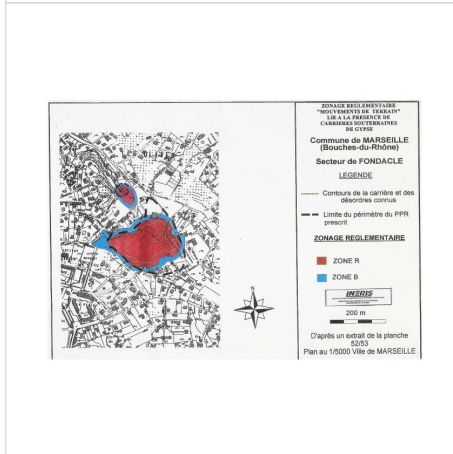 ZONAGE REGLEMENTAIRE
"MOUVEMENTS DE TERRAIN"
LIE A LA PRESENCE DE
CARRIERES SOUTERRAINES
DE GYPSE
Commune de MARSEILLE
(Bouches-du-Rhône)
Secteur de FONDACLE
LEGENDE
Contours de la carrière et des
désordres connus
Limite du périmètre du PPR
prescrit
ZONAGE REGLEMENTAIRE
ZONE R
ZONE B
INERIS
200 m
D'après un extrait de la planche
52/53
Plan au 1/5000 Ville de MARSEILLE
N